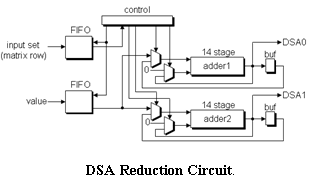 control
FIFO
input set
(matrix row)
14 stage
adder1
buf
DSA0
0
FIFO
value
14 stage
adder2
buf
DSA1
0
DSA Reduction Circuit.